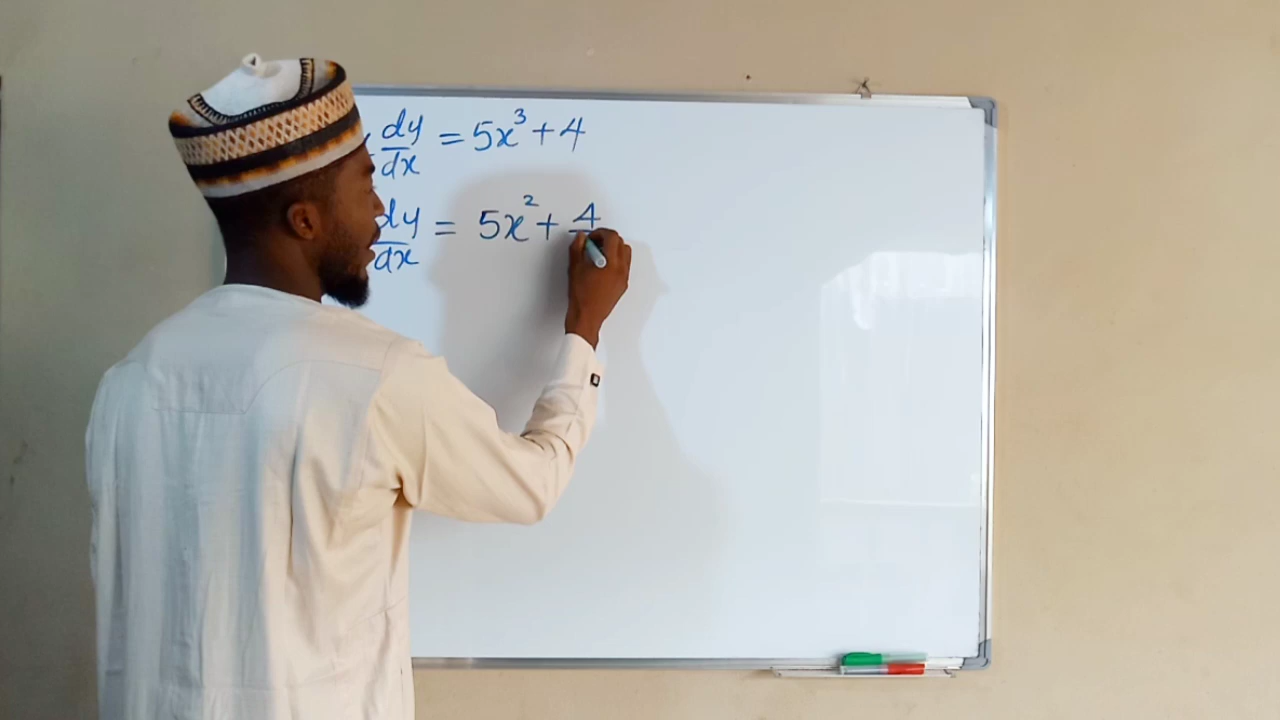 dy/dx = 5x³ + 4
dy/dx = 5x² + 4/